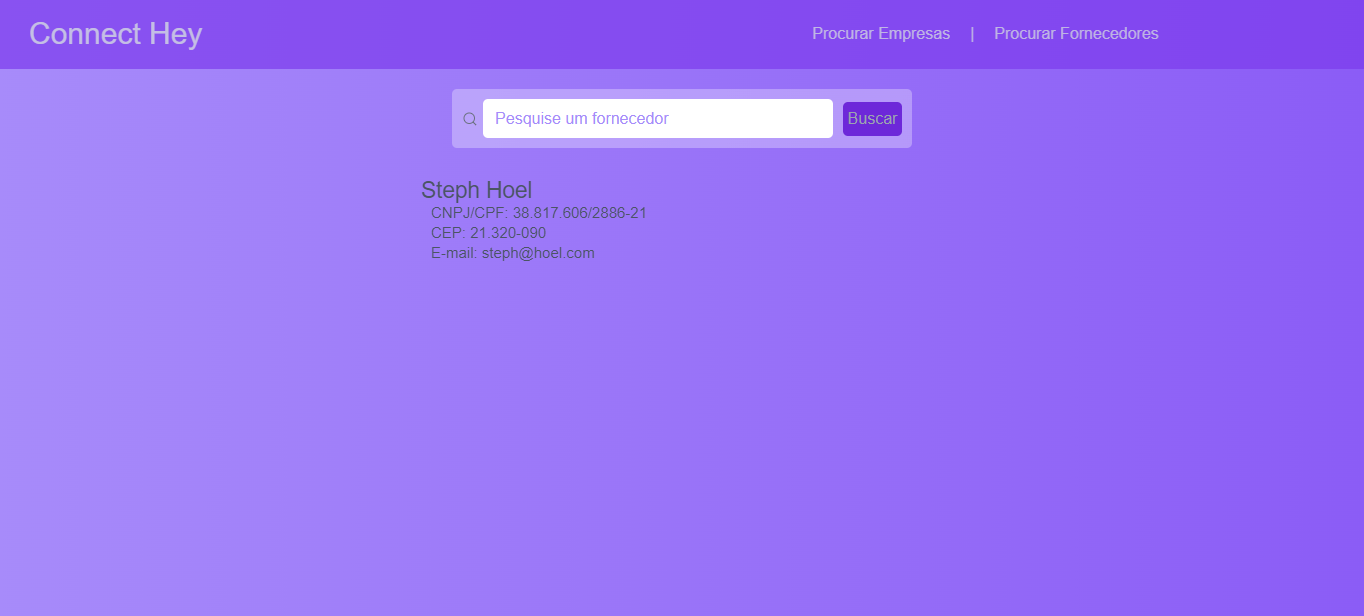 Connect Hey
Procurar Empresas | Procurar Fornecedores
Pesquise um fornecedor
Buscar
Steph Hoel
CNPJ/CPF: 38.817.606/2886-21
CEP: 21.320-090
E-mail: steph@hoel.com